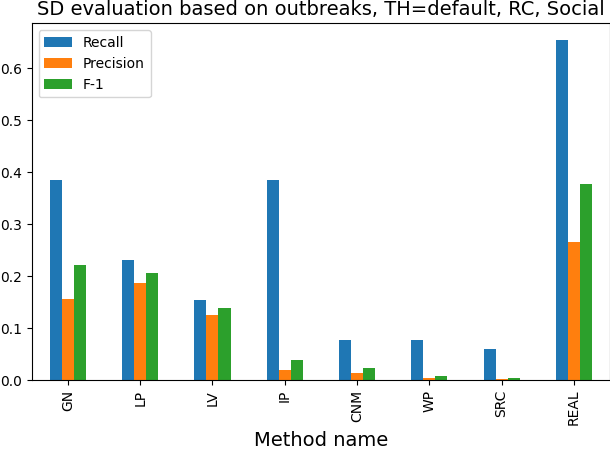 SD evaluation based on outbreaks, TH=default, RC, Social
Recall
Precision
F-1
0.6
0.5
0.4
0.3
0.2
0.1
0.0
GN
LP
LV
IP
CNM
WP
SRC
REAL
Method name